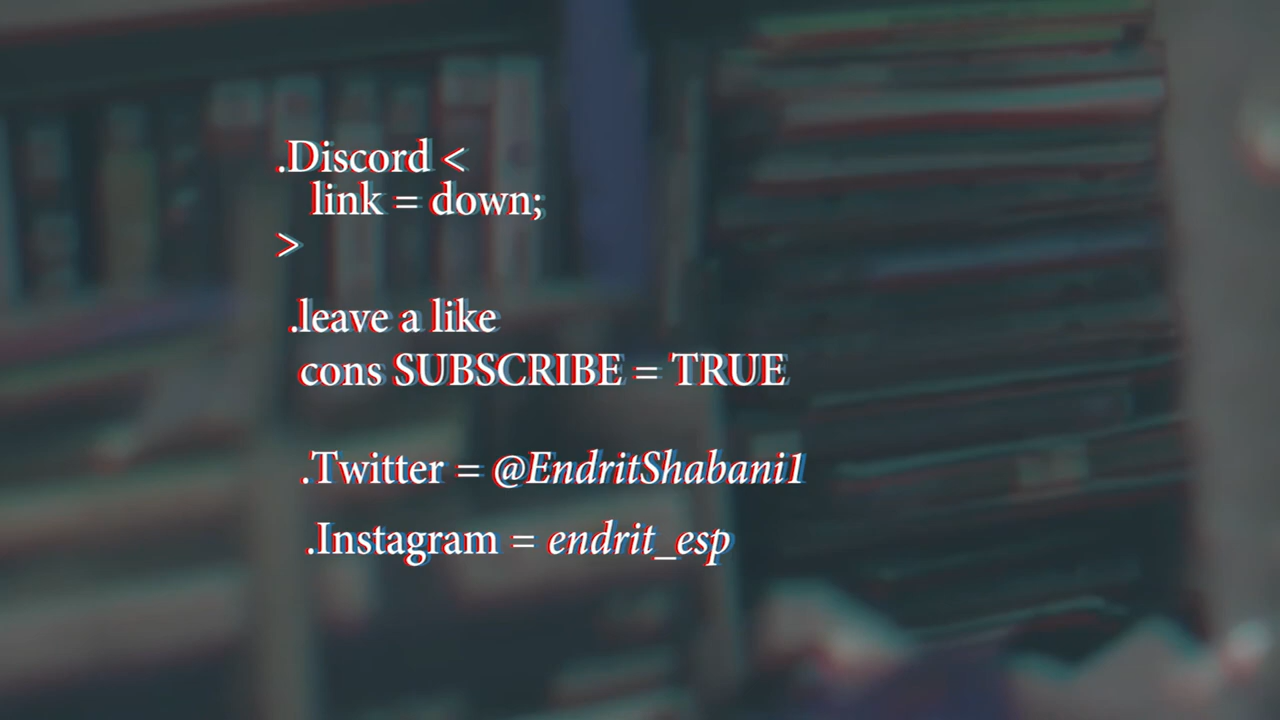 .Discord <
link = down;
>
.leave a like
cons SUBSCRIBE = TRUE
.Twitter = @EndritShabani1
.Instagram = endrit_esp